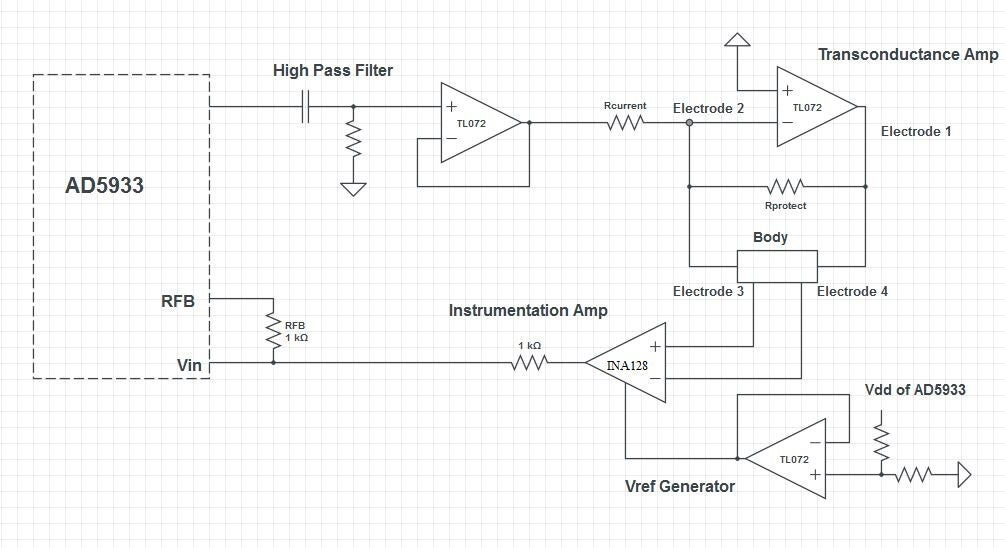 High Pass Filter
Transconductance Amp
+
TL072
−
Rcurrent
Electrode 2
+
TL072
−
Electrode 1
AD5933
Rprotect
Body
Electrode 3
Electrode 4
RFB
RFB
1 kΩ
Vin
Instrumentation Amp
1 kΩ
+
INA128
−
Vdd of AD5933
−
TL072
+
Vref Generator